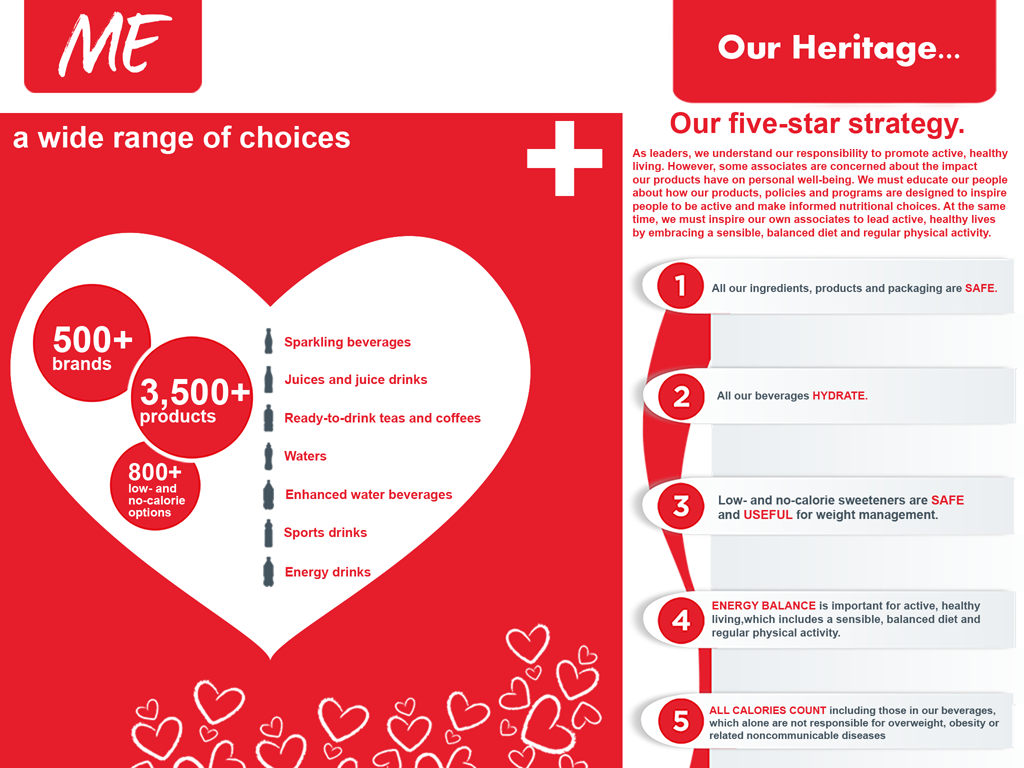 ME
Our Heritage...
a wide range of choices
500+
brands
3,500+
products
800+
low- and
no-calorie
options
Sparkling beverages
Juices and juice drinks
Ready-to-drink teas and coffees
Waters
Enhanced water beverages
Sports drinks
Energy drinks
Our five-star strategy.
As leaders, we understand our responsibility to promote active, healthy
living. However, some associates are concerned about the impact
our products have on personal well-being. We must educate our people
about how our products, policies and programs are designed to inspire
people to be active and make informed nutritional choices. At the same
time, we must inspire our own associates to lead active, healthy lives
by embracing a sensible, balanced diet and regular physical activity.
1
All our ingredients, products and packaging are SAFE.
2
All our beverages HYDRATE.
3
Low- and no-calorie sweeteners are SAFE
and USEFUL for weight management.
4
ENERGY BALANCE is important for active, healthy
living,which includes a sensible, balanced diet and
regular physical activity.
5
ALL CALORIES COUNT including those in our beverages,
which alone are not responsible for overweight, obesity or
related noncommunicable diseases